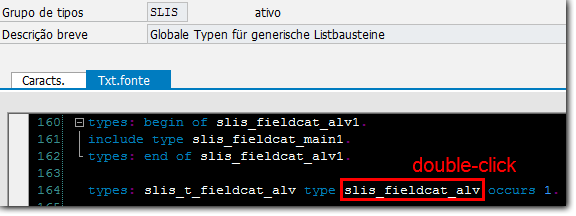 Grupo de tipos SLIS ativo
Descrição breve Globale Typen für generische Listbausteine
Caracts. Txt.fonte
160 types: begin of slis_fieldcat_alv1.
161 include type slis_fieldcat_main1.
162 types: end of slis_fieldcat_alv1.
163 double-click
164 types: slis_t_fieldcat_alv type slis_fieldcat_alv occurs 1.